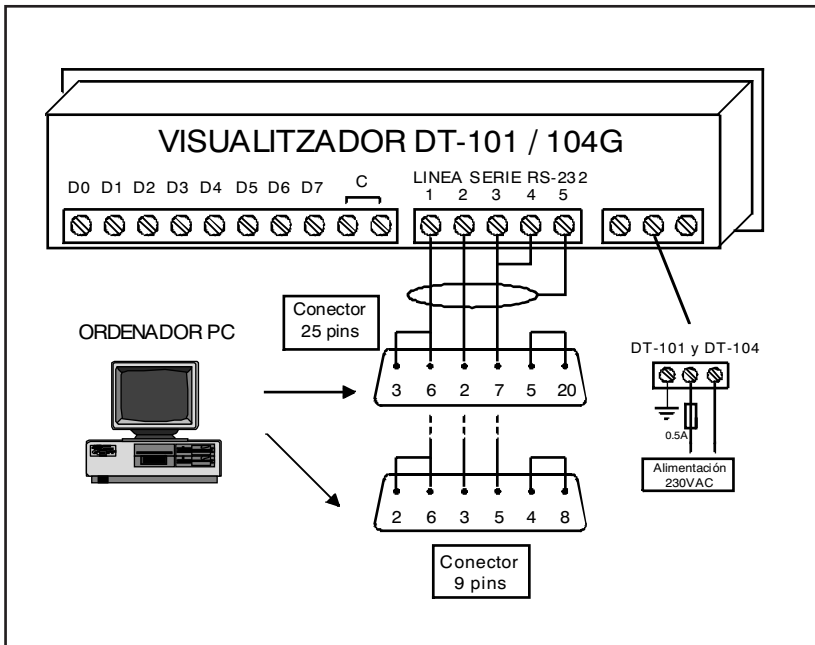 VISUALITZADOR DT-101 / 104G
D0 D1 D2 D3 D4 D5 D6 D7 C
LINEA SERIE RS-232
1 2 3 4 5
Conector
25 pins
ORDENADOR PC
3 6 2 7 5 20
DT-101 y DT-104
0.5A
Alimentación
230VAC
2 6 3 5 4 8
Conector
9 pins